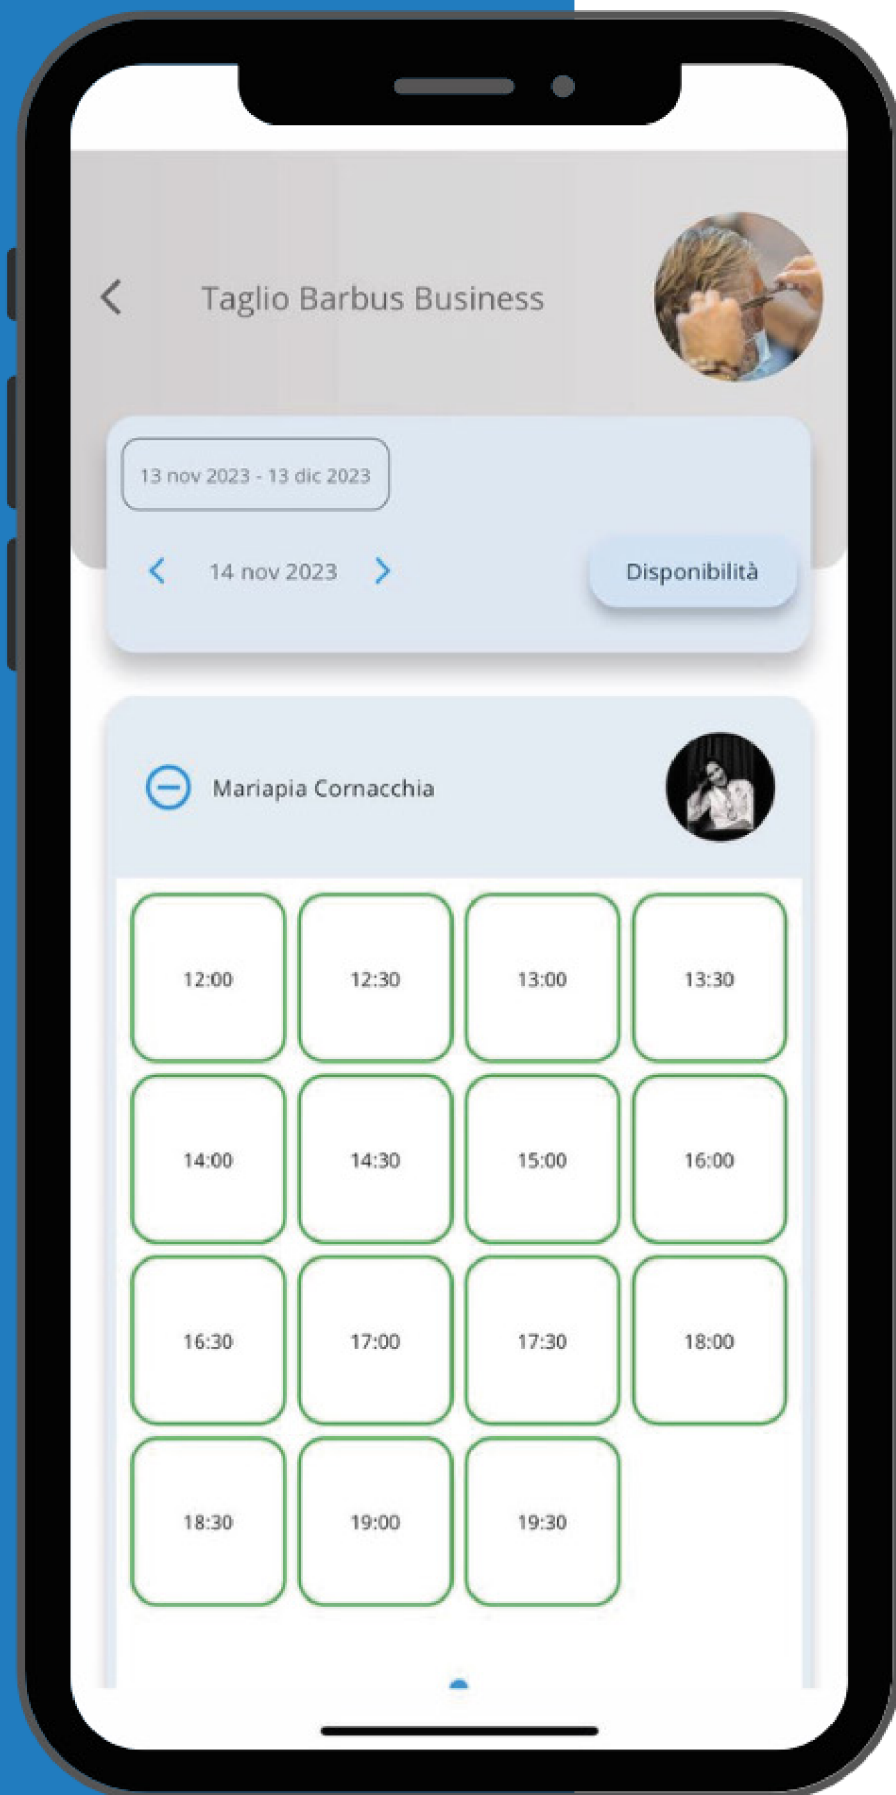 Taglio Barbus Business
13 nov 2023 - 13 dic 2023
14 nov 2023
Disponibilità
Mariapia Cornacchia
12:00 12:30 13:00 13:30
14:00 14:30 15:00 16:00
16:30 17:00 17:30 18:00
18:30 19:00 19:30